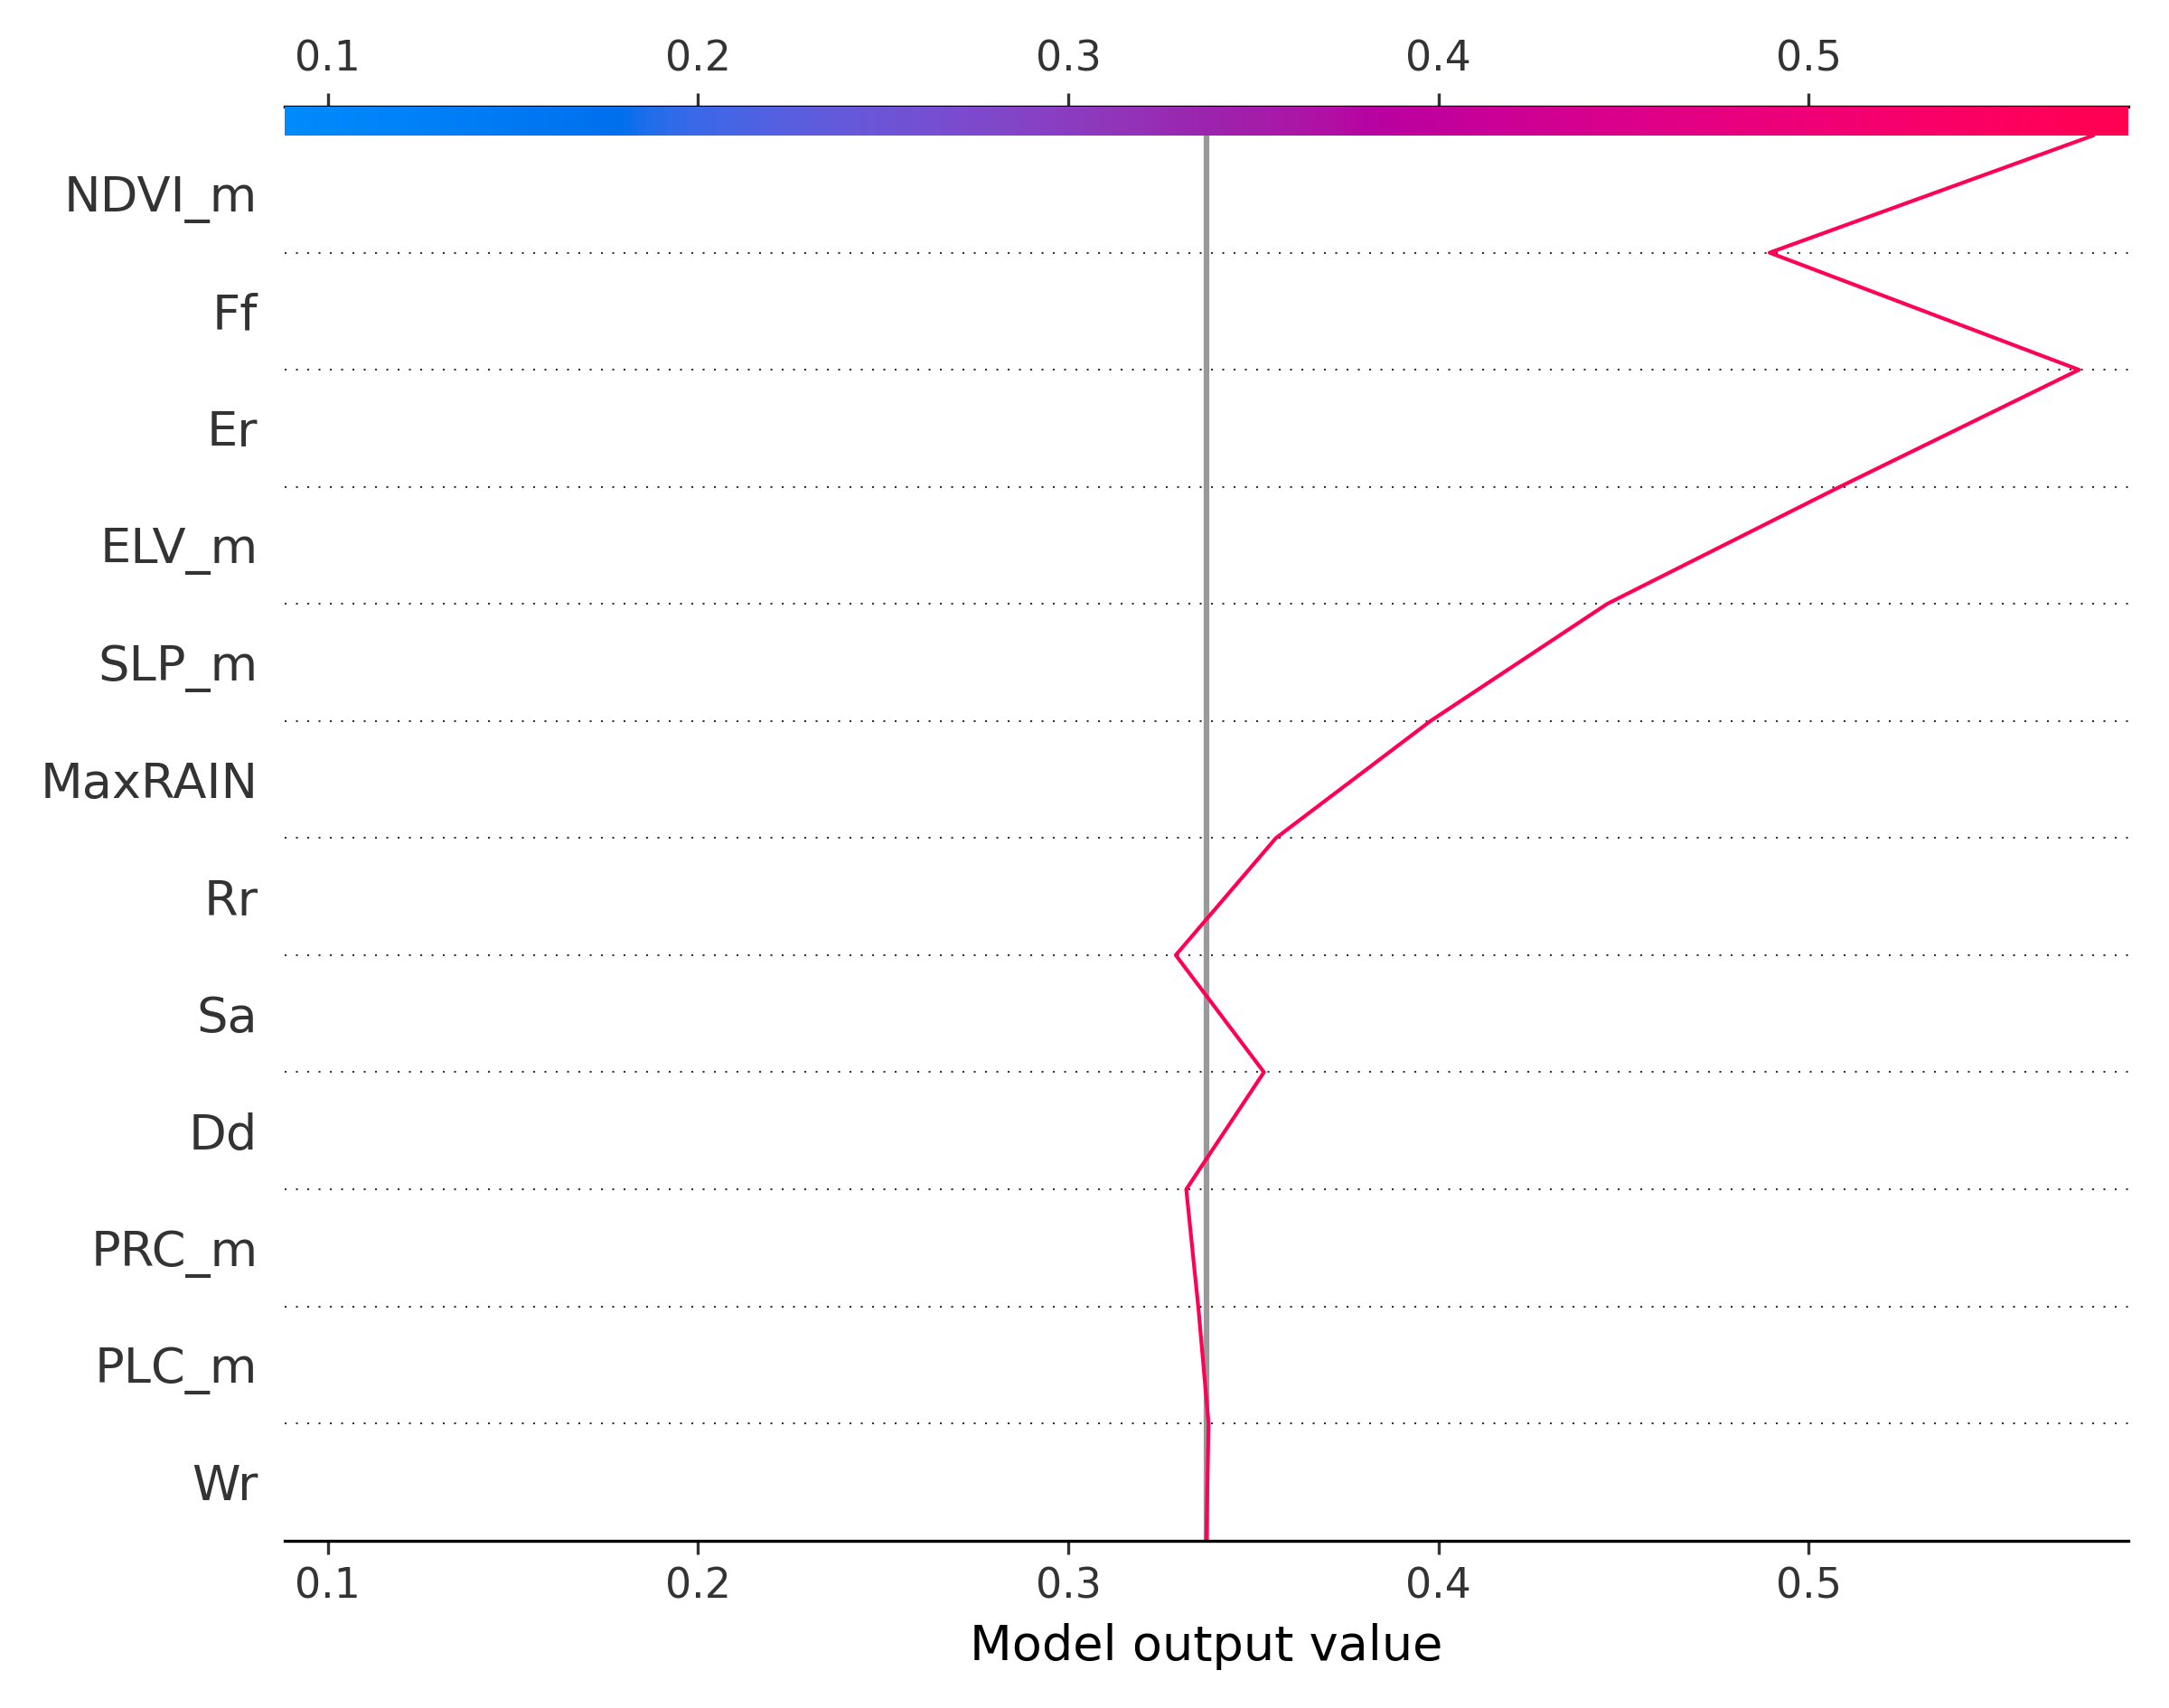 0.1 0.2 0.3 0.4 0.5
NDVI_m
Ff
Er
ELV_m
SLP_m
MaxRAIN
Rr
Sa
Dd
PRC_m
PLC_m
Wr
0.1 0.2 0.3 0.4 0.5
Model output value